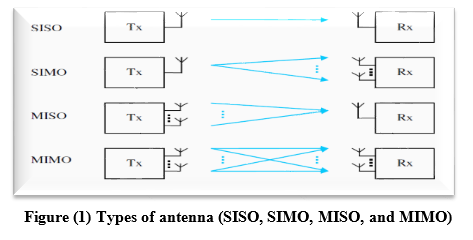 SISO Tx Rx
SIMO Tx Rx
MISO Tx Rx
MIMO Tx Rx
Figure (1) Types of antenna (SISO, SIMO, MISO, and MIMO)